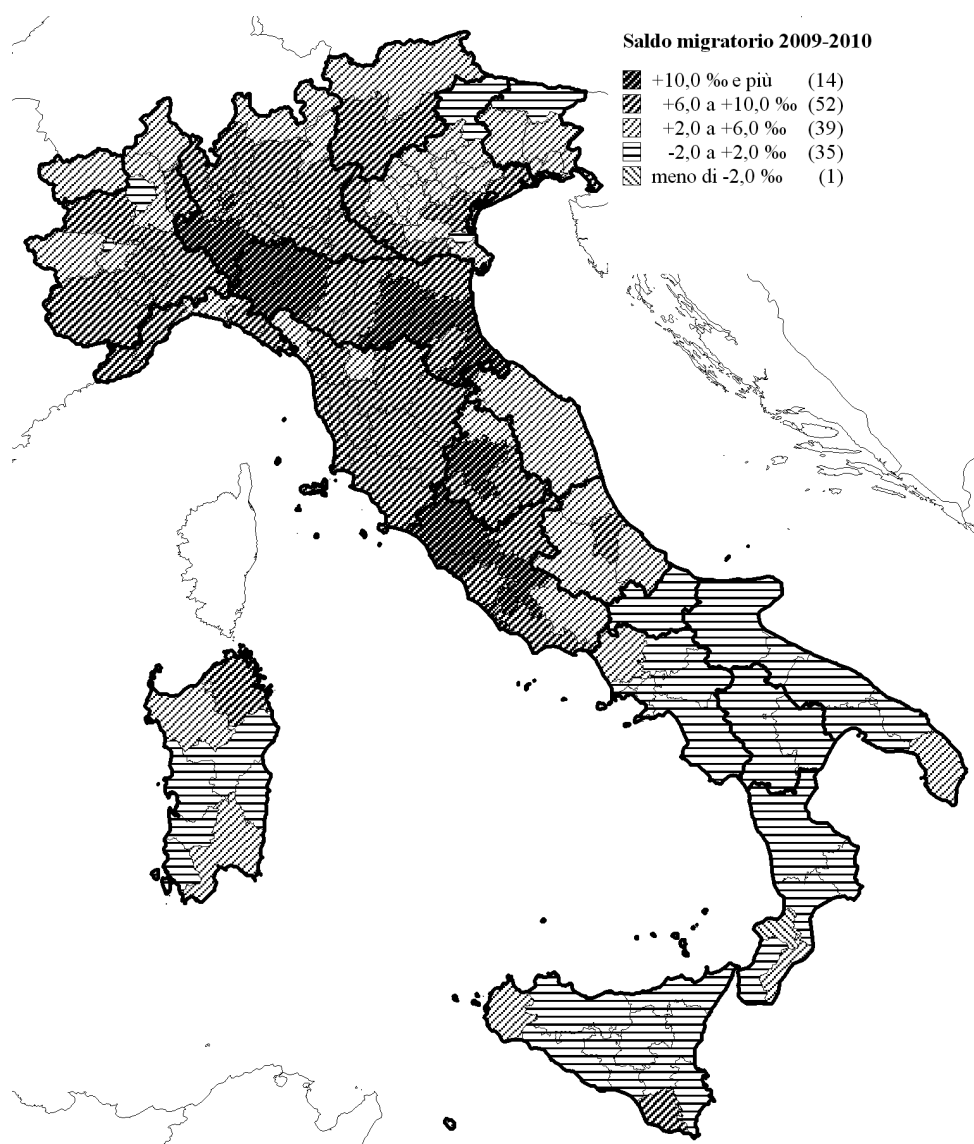 Saldo migratorio 2009-2010
+10,0 ‰ e più (14)
+6,0 a +10,0 ‰ (52)
+2,0 a +6,0 ‰ (39)
-2,0 a +2,0 ‰ (35)
meno di -2,0 ‰ (1)